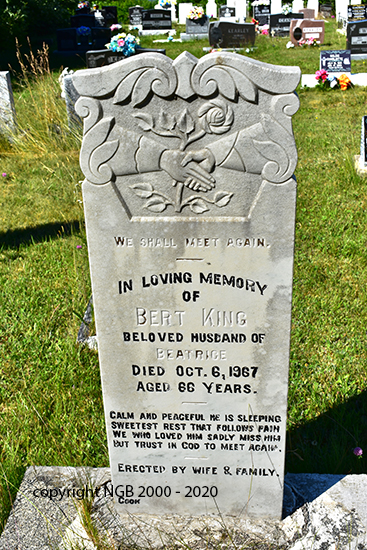 KEARLEY
WE SHALL MEET AGAIN.
IN LOVING MEMORY
OF
BERT KING
BELOVED HUSBAND OF
BEATRICE
DIED OCT. 6, 1967
AGED 66 YEARS.
CALM AND PEACEFUL HE IS SLEEPING
SWEETEST REST THAT FOLLOWS PAIN
WE WHO LOVED HIM SADLY MISS HIM
BUT TRUST IN GOD TO MEET AGAIN.
ERECTED BY WIFE & FAMILY.
copyright NGB 2000 - 2020
COOK